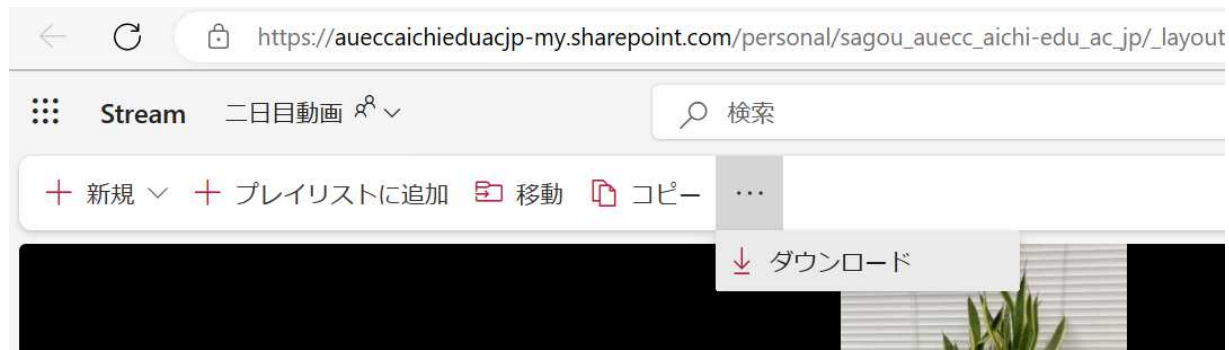 https://aueccaichieduacjp-my.sharepoint.com/personal/sagou_auecc_aichi-edu_ac_jp/_layout
Stream 二日目動画 検索
新規 プレイリストに追加 移動 コピー ...
ダウンロード